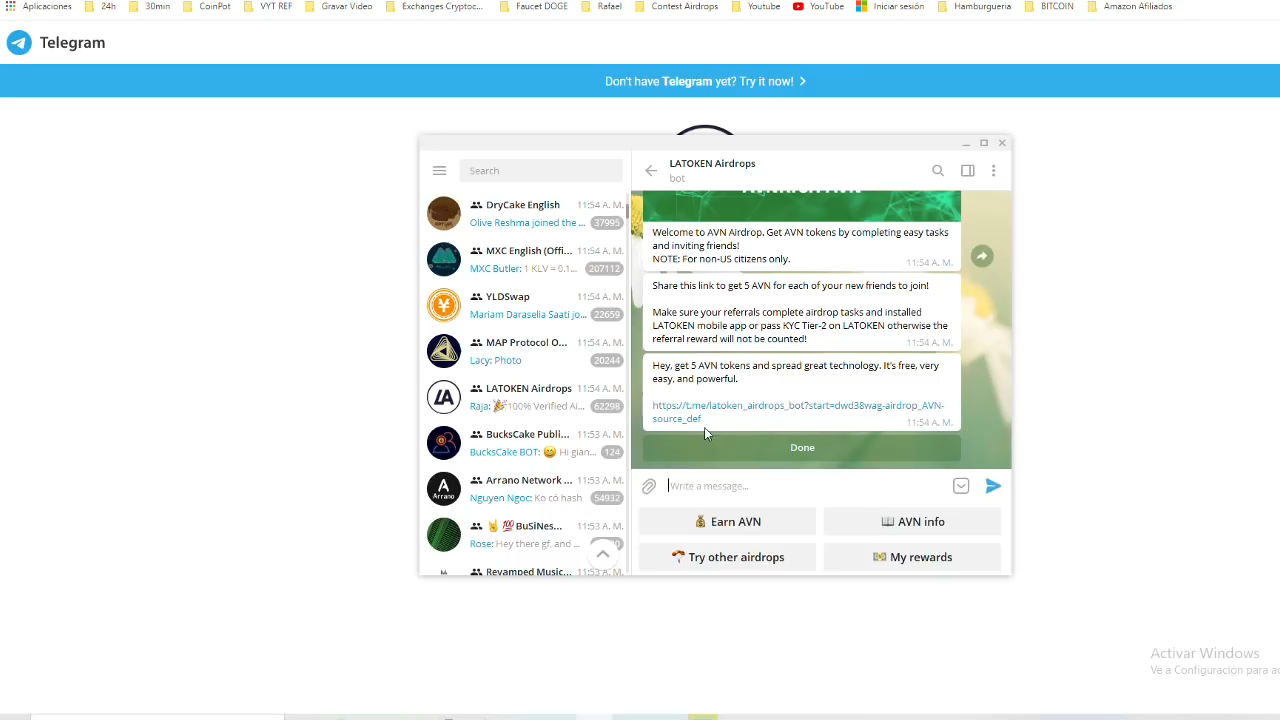 Aplicaciones 24h 30min CoinPot VYT REF Gravar Video Exchanges Cryptoc... Faucet DOGE Rafael Contest Airdrops Youtube YouTube Iniciar sesión Hamburgueria BITCOIN Amazon Afiliados
Telegram
Don't have Telegram yet? Try it now!
Search
DryCake English 11:54 A. M.
Olive Reshma joined the ... 37995
MXC English (Offi... 11:54 A. M.
MXC Butler: 1 KLV = 0.1... 207112
YLDSwap 11:54 A. M.
Mariam Daraselia Saati jo... 22659
MAP Protocol O... 11:54 A. M.
Lacy: Photo 20244
LATOKEN Airdrops 11:54 A. M.
Raja: 🎉100% Verified Ai... 62298
BucksCake Publi... 11:53 A. M.
BucksCake BOT: 😀 Hi gian... 124
Arrano
Arrano Network ... 11:53 A. M.
Nguyen Ngoc: Ko có hash 54932
🤘 💯BuSiNes... 11:53 A. M.
Rose: Hey there gf, and ...
Revamped Music... 11:53 A. M.
LATOKEN Airdrops
bot
Welcome to AVN Airdrop. Get AVN tokens by completing easy tasks
and inviting friends!
NOTE: For non-US citizens only.
11:54 A. M.
Share this link to get 5 AVN for each of your new friends to join!
Make sure your referrals complete airdrop tasks and installed
LATOKEN mobile app or pass KYC Tier-2 on LATOKEN otherwise the
referral reward will not be counted!
11:54 A. M.
Hey, get 5 AVN tokens and spread great technology. It's free, very
easy, and powerful.
https://t.me/latoken_airdrops_bot?start=dwd38wag-airdrop_AVN-
source_def
11:54 A. M.
Done
Write a message...
💰 Earn AVN
📖 AVN info
🪂 Try other airdrops
💵 My rewards
Activar Windows
Ve a Configuración para ac